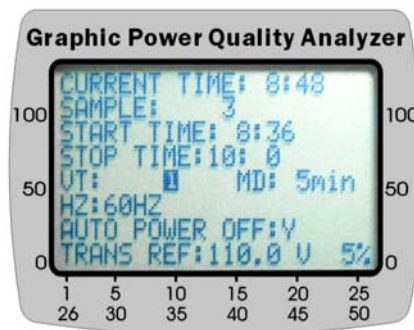 Graphic Power Quality Analyzer
CURRENT TIME: 8:48
SAMPLE: 3
START TIME: 8:36
STOP TIME:10: 0
VT: 1 MD: 5min
HZ:60HZ
AUTO POWER OFF:Y
TRANS REF:110.0 V 5%
100 100
50 50
0 0
1 5 10 15 20 25
26 30 35 40 45 50